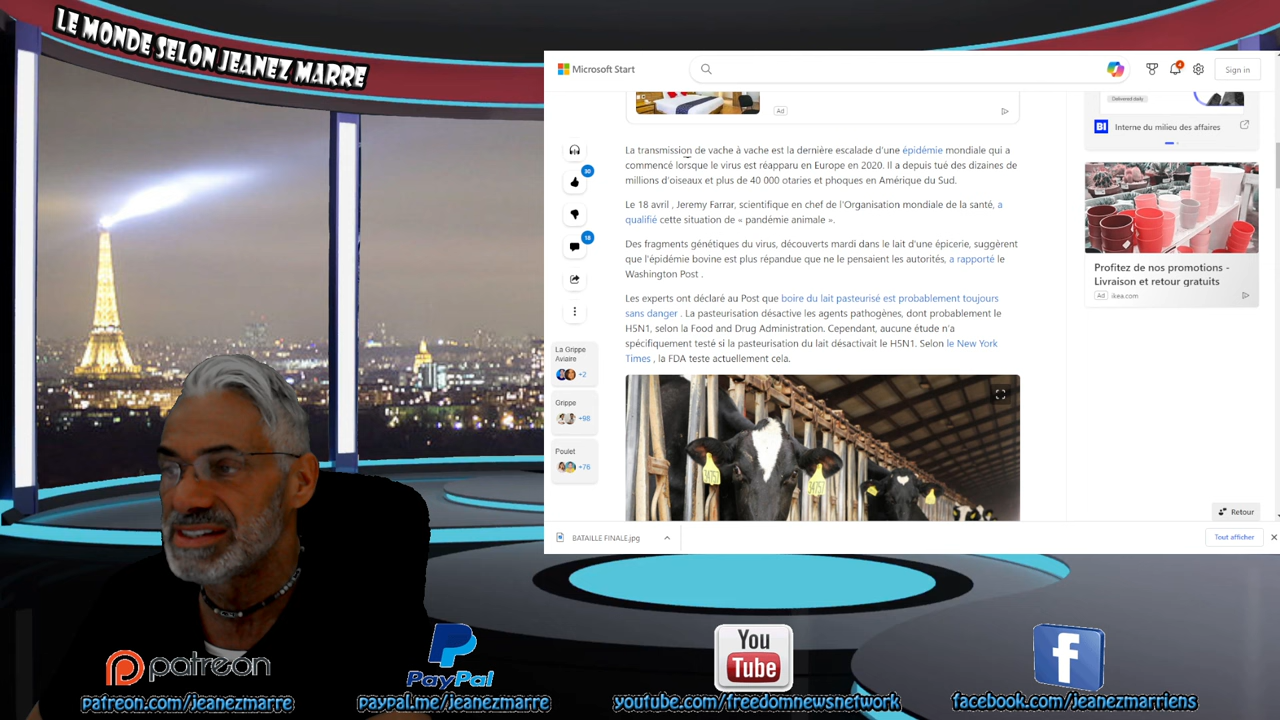 LE MONDE SELON JEANEZ MARRE
Microsoft Start
4
Sign in
Ad
Delivered daily
BI Interne du milieu des affaires
La transmission de vache à vache est la dernière escalade d'une épidémie mondiale qui a
commencé lorsque le virus est réapparu en Europe en 2020. Il a depuis tué des dizaines de
millions d'oiseaux et plus de 40 000 otaries et phoques en Amérique du Sud.
Le 18 avril , Jeremy Farrar, scientifique en chef de l'Organisation mondiale de la santé, a
qualifié cette situation de « pandémie animale ».
Des fragments génétiques du virus, découverts mardi dans le lait d'une épicerie, suggèrent
que l'épidémie bovine est plus répandue que ne le pensaient les autorités, a rapporté le
Washington Post .
Les experts ont déclaré au Post que boire du lait pasteurisé est probablement toujours
sans danger . La pasteurisation désactive les agents pathogènes, dont probablement le
H5N1, selon la Food and Drug Administration. Cependant, aucune étude n'a
spécifiquement testé si la pasteurisation du lait désactivait le H5N1. Selon le New York
Times , la FDA teste actuellement cela.
30
18
La Grippe
Aviaire
+2
Grippe
+98
Poulet
+76
Profitez de nos promotions -
Livraison et retour gratuits
Ad ikea.com
34757
34757
Retour
BATAILLE FINALE.jpg
Tout afficher
patreon
patreon.com/jeanezmarre
PayPal
paypal.me/jeanezmarre
You
Tube
youtube.com/freedomnewsnetwork
f
facebook.com/jeanezmarriens